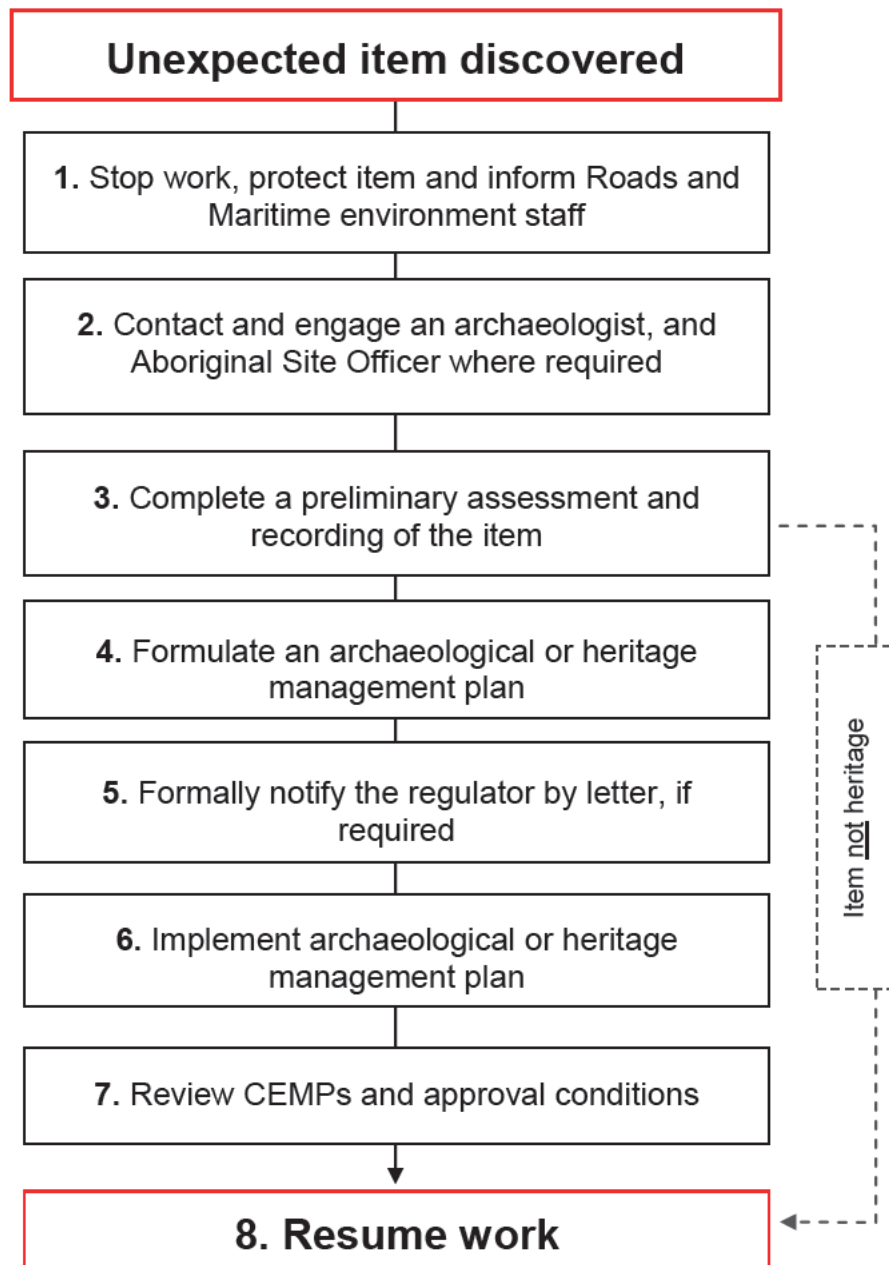 Unexpected item discovered
1. Stop work, protect item and inform Roads and
Maritime environment staff
2. Contact and engage an archaeologist, and
Aboriginal Site Officer where required
3. Complete a preliminary assessment and
recording of the item
4. Formulate an archaeological or heritage
management plan
5. Formally notify the regulator by letter, if
required
6. Implement archaeological or heritage
management plan
7. Review CEMPs and approval conditions
8. Resume work
Item not heritage